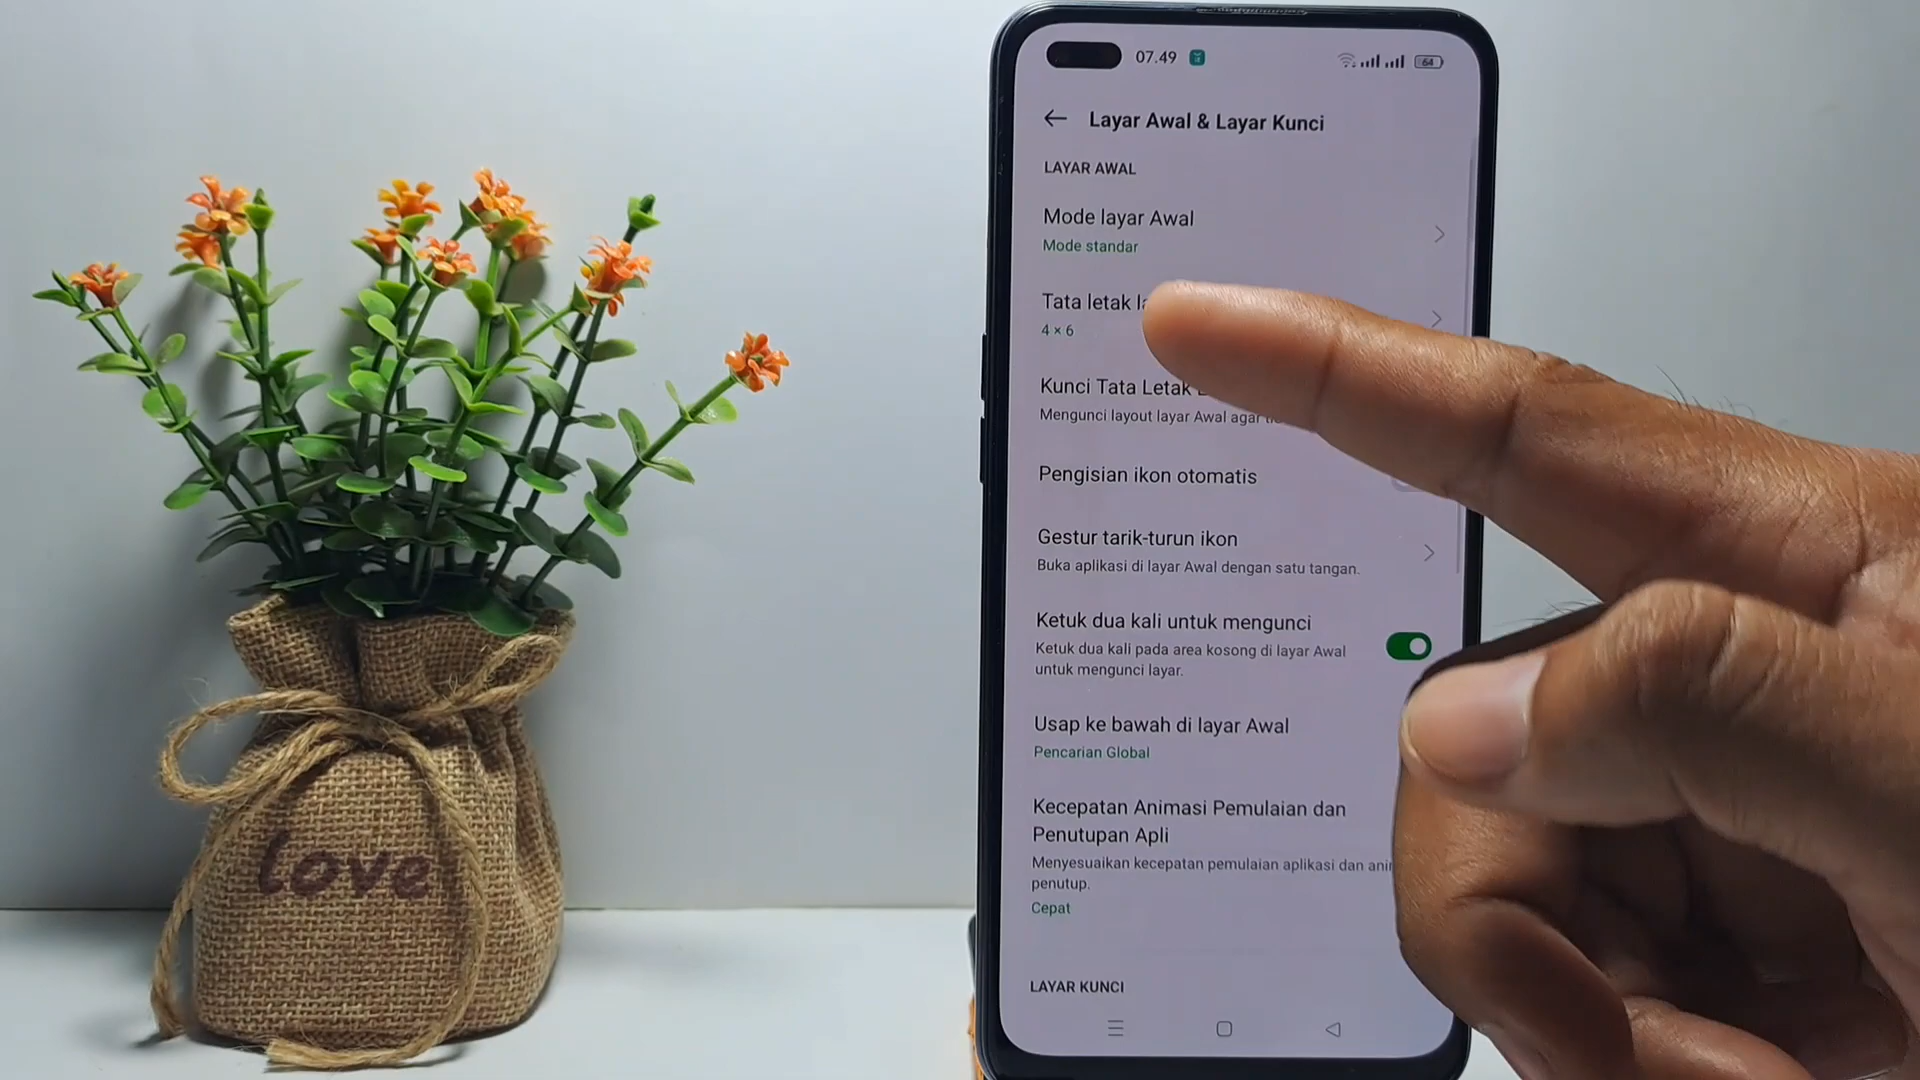 07.49
64
Layar Awal & Layar Kunci
LAYAR AWAL
Mode layar Awal
Mode standar
Tata letak
4 × 6
Kunci Tata Letak
Mengunci layout layar Awal agar
Pengisian ikon otomatis
Gestur tarik-turun ikon
Buka aplikasi di layar Awal dengan satu tangan.
Ketuk dua kali untuk mengunci
Ketuk dua kali pada area kosong di layar Awal
untuk mengunci layar.
Usap ke bawah di layar Awal
Pencarian Global
Kecepatan Animasi Pemulaian dan
Penutupan Apli
Menyesuaikan kecepatan pemulaian aplikasi dan
penutup.
Cepat
LAYAR KUNCI
love